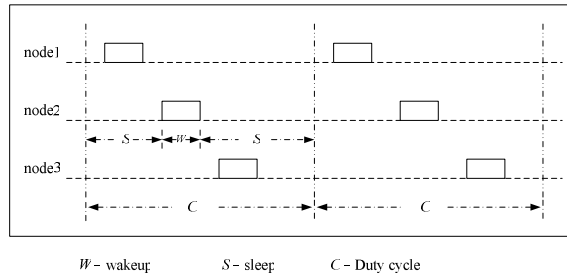 node1
node2
S W S
node3
C C
W – wakeup S – sleep C – Duty cycle